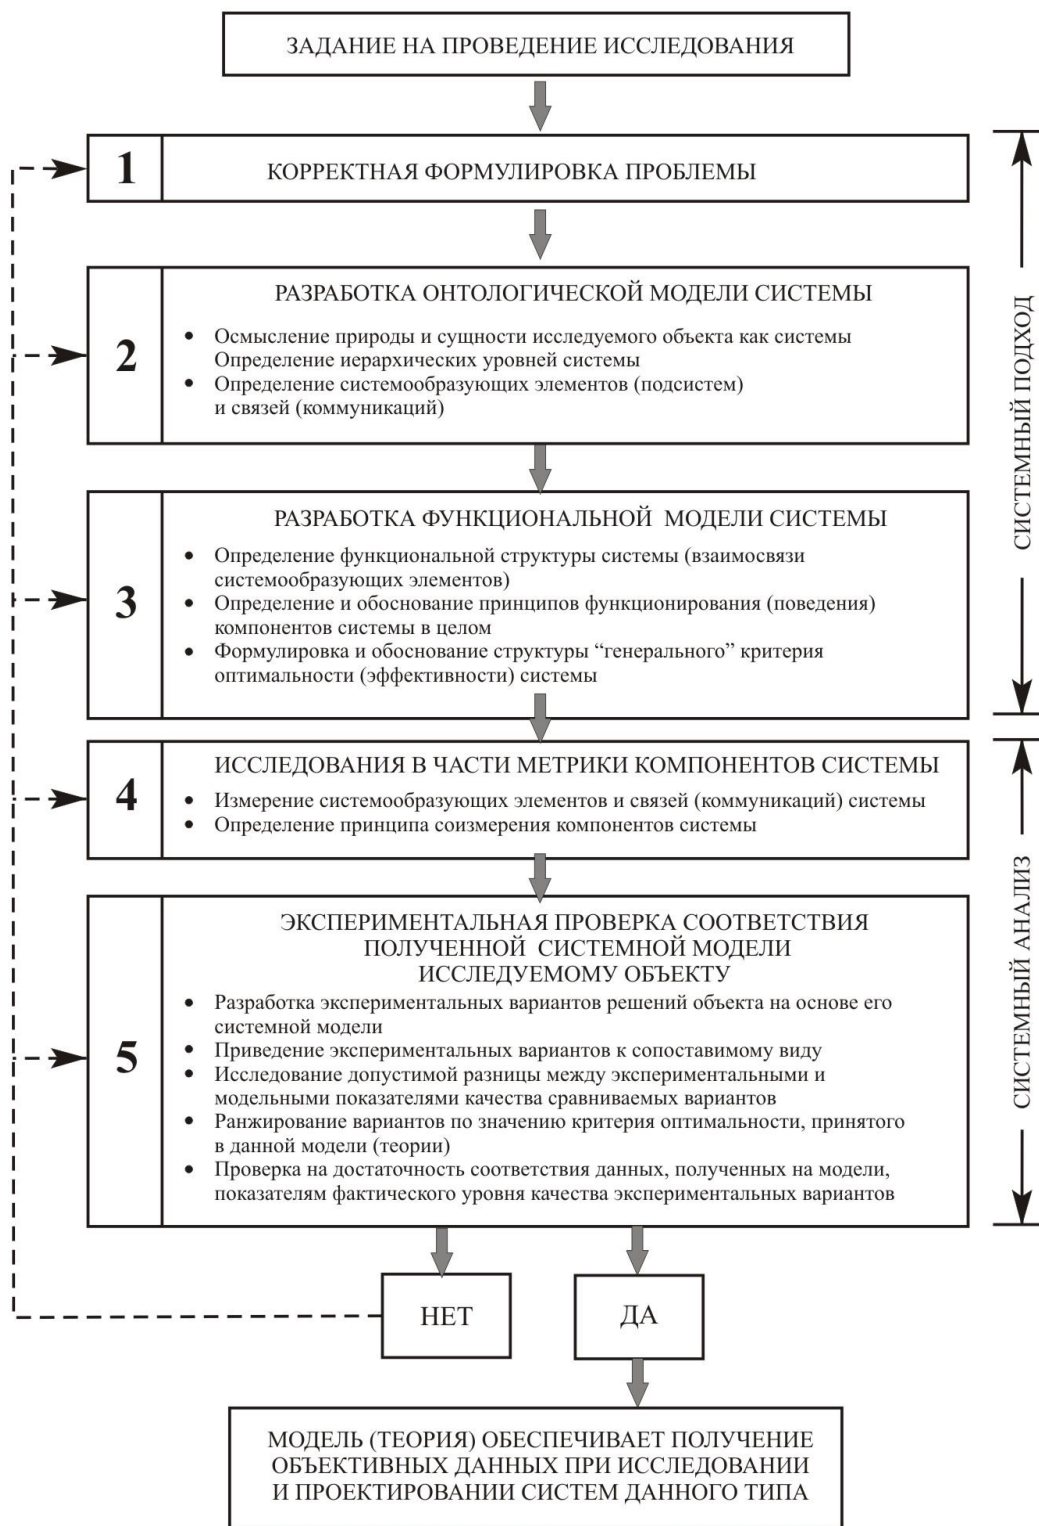 ЗАДАНИЕ НА ПРОВЕДЕНИЕ ИССЛЕДОВАНИЯ
1
КОРРЕКТНАЯ ФОРМУЛИРОВКА ПРОБЛЕМЫ
2
РАЗРАБОТКА ОНТОЛОГИЧЕСКОЙ МОДЕЛИ СИСТЕМЫ
• Осмысление природы и сущности исследуемого объекта как системы
Определение иерархических уровней системы
• Определение системообразующих элементов (подсистем)
и связей (коммуникаций)
3
РАЗРАБОТКА ФУНКЦИОНАЛЬНОЙ МОДЕЛИ СИСТЕМЫ
• Определение функциональной структуры системы (взаимосвязи
системообразующих элементов)
• Определение и обоснование принципов функционирования (поведения)
компонентов системы в целом
• Формулировка и обоснование структуры “генерального” критерия
оптимальности (эффективности) системы
СИСТЕМНЫЙ ПОДХОД
4
ИССЛЕДОВАНИЯ В ЧАСТИ МЕТРИКИ КОМПОНЕНТОВ СИСТЕМЫ
• Измерение системообразующих элементов и связей (коммуникаций) системы
• Определение принципа соизмерения компонентов системы
5
ЭКСПЕРИМЕНТАЛЬНАЯ ПРОВЕРКА СООТВЕТСТВИЯ
ПОЛУЧЕННОЙ СИСТЕМНОЙ МОДЕЛИ
ИССЛЕДУЕМОМУ ОБЪЕКТУ
• Разработка экспериментальных вариантов решений объекта на основе его
системной модели
• Приведение экспериментальных вариантов к сопоставимому виду
• Исследование допустимой разницы между экспериментальными и
модельными показателями качества сравниваемых вариантов
• Ранжирование вариантов по значению критерия оптимальности, принятого
в данной модели (теории)
• Проверка на достаточность соответствия данных, полученных на модели,
показателям фактического уровня качества экспериментальных вариантов
СИСТЕМНЫЙ АНАЛИЗ
НЕТ
ДА
МОДЕЛЬ (ТЕОРИЯ) ОБЕСПЕЧИВАЕТ ПОЛУЧЕНИЕ
ОБЪЕКТИВНЫХ ДАННЫХ ПРИ ИССЛЕДОВАНИИ
И ПРОЕКТИРОВАНИИ СИСТЕМ ДАННОГО ТИПА